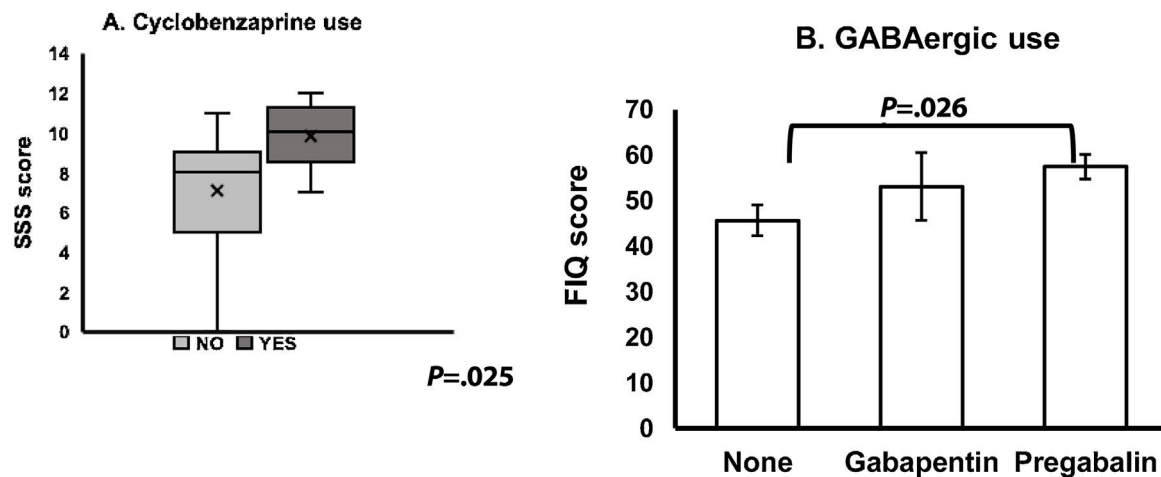 A. Cyclobenzaprine use
14
12
10
8
6
4
2
0
SSS score
NO YES
P=.025
B. GABAergic use
P=.026
70
60
50
40
30
20
10
0
FIQ score
None Gabapentin Pregabalin